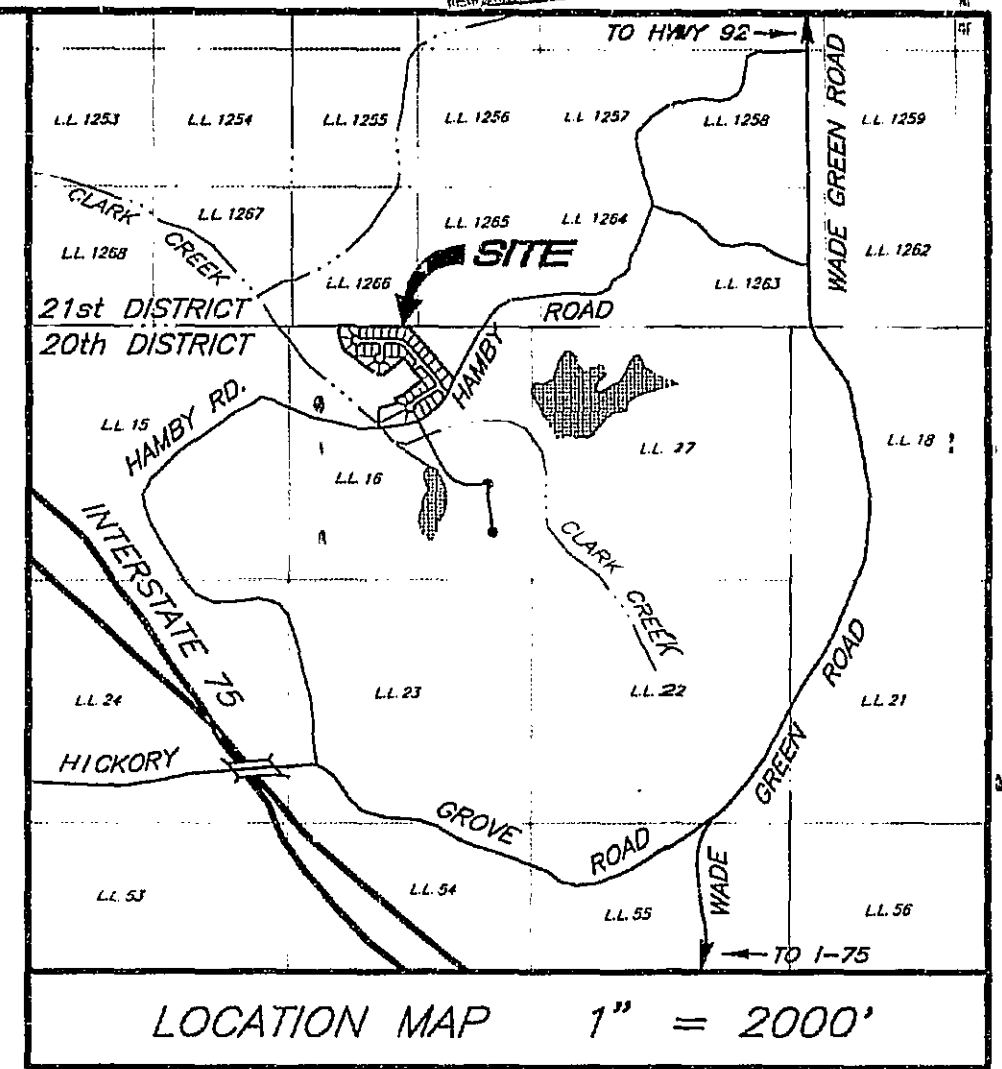 TO HWY 92
WADE GREEN ROAD
L.L. 1253
L.L. 1254
L.L. 1255
L.L. 1256
L.L. 1257
L.L. 1258
L.L. 1259
CLARK CREEK
L.L. 1267
L.L. 1268
L.L. 1266
L.L. 1265
L.L. 1264
L.L. 1263
L.L. 1262
SITE
21st DISTRICT
20th DISTRICT
HAMBY ROAD
HAMBY RD.
L.L. 15
L.L. 16
L.L. 27
L.L. 18
INTERSTATE 75
CLARK CREEK
L.L. 24
L.L. 23
L.L. 22
L.L. 21
HICKORY GROVE ROAD
WADE GREEN ROAD
L.L. 53
L.L. 54
L.L. 55
L.L. 56
TO I-75
LOCATION MAP 1" = 2000'